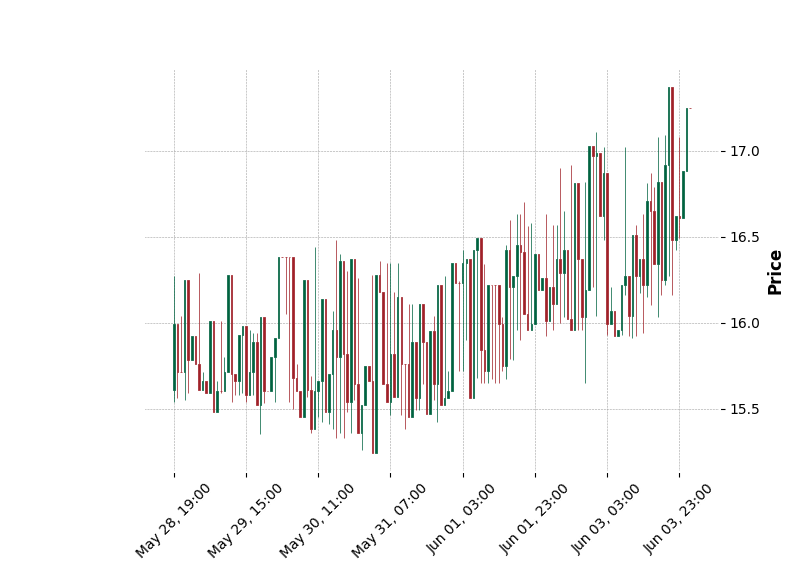 17.0
16.5
16.0
15.5
Price
May 28, 19:00
May 29, 15:00
May 30, 11:00
May 31, 07:00
Jun 01, 03:00
Jun 01, 23:00
Jun 03, 03:00
Jun 03, 23:00